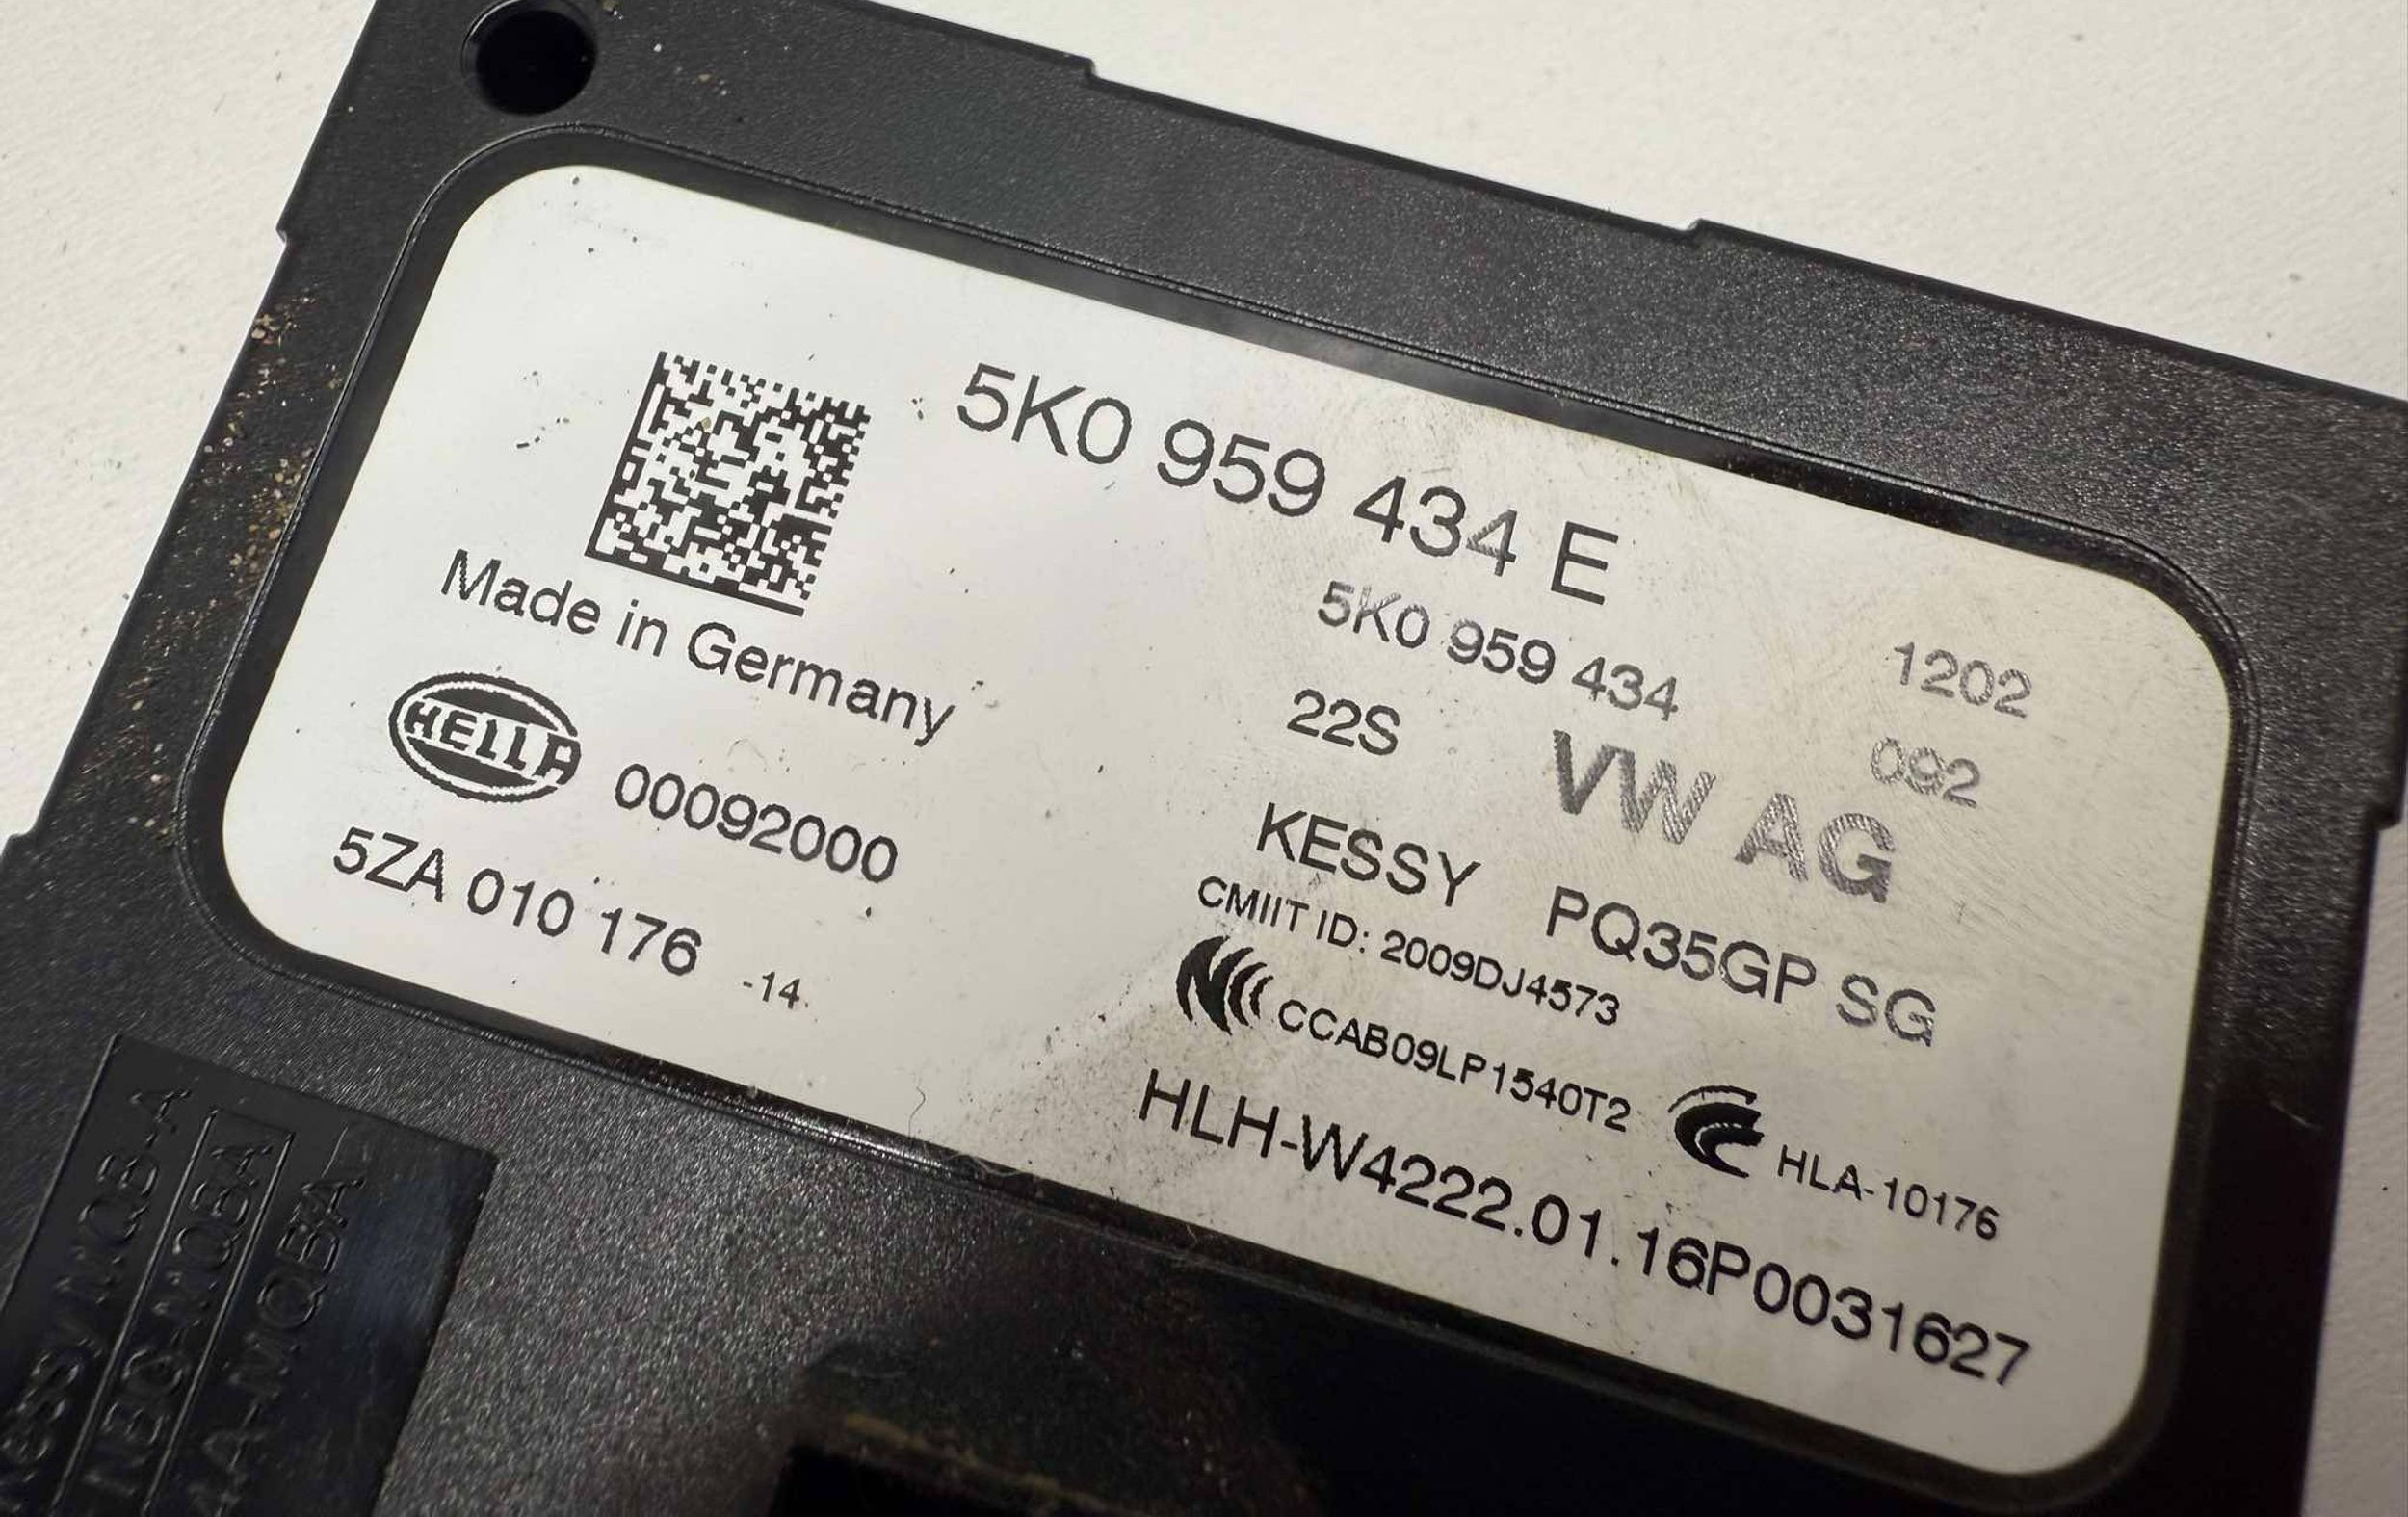 5K0 959 434 E
5K0 959 434 1202
22S VW AG 092
KESSY PQ35GP SG
CMIIT ID: 2009DJ4573
CCAB09LP1540T2 HLA-10176
HLH-W4222.01.16P0031627
Made in Germany
HELLA 00092000
5ZA 010 176 -14